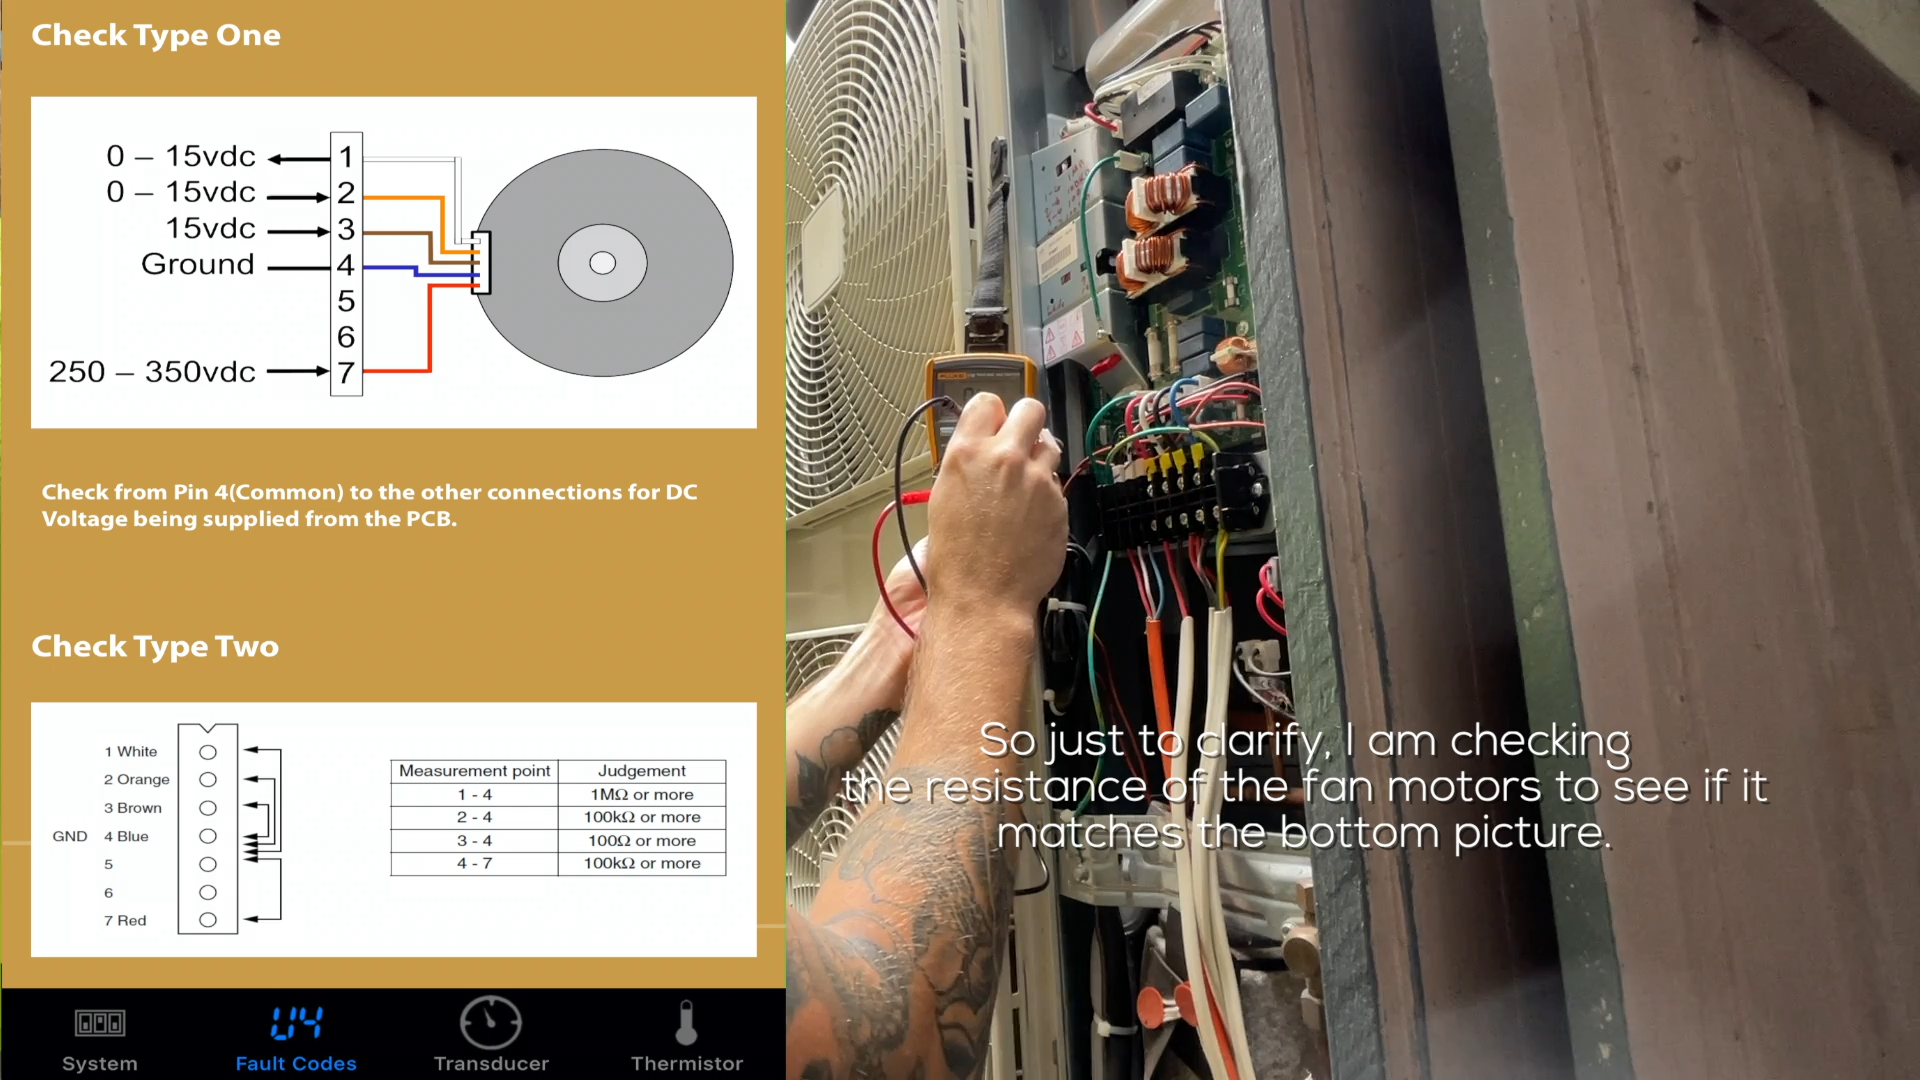 Check Type One
0 – 15vdc 1
0 – 15vdc 2
15vdc 3
Ground 4
5
6
250 – 350vdc 7
Check from Pin 4(Common) to the other connections for DC
Voltage being supplied from the PCB.
Check Type Two
1 White
2 Orange
3 Brown
GND 4 Blue
5
6
7 Red
Measurement point Judgement
1 - 4 1MΩ or more
2 - 4 100kΩ or more
3 - 4 100Ω or more
4 - 7 100kΩ or more
U4
System Fault Codes Transducer Thermistor
So just to clarify, I am checking
the resistance of the fan motors to see if it
matches the bottom picture.